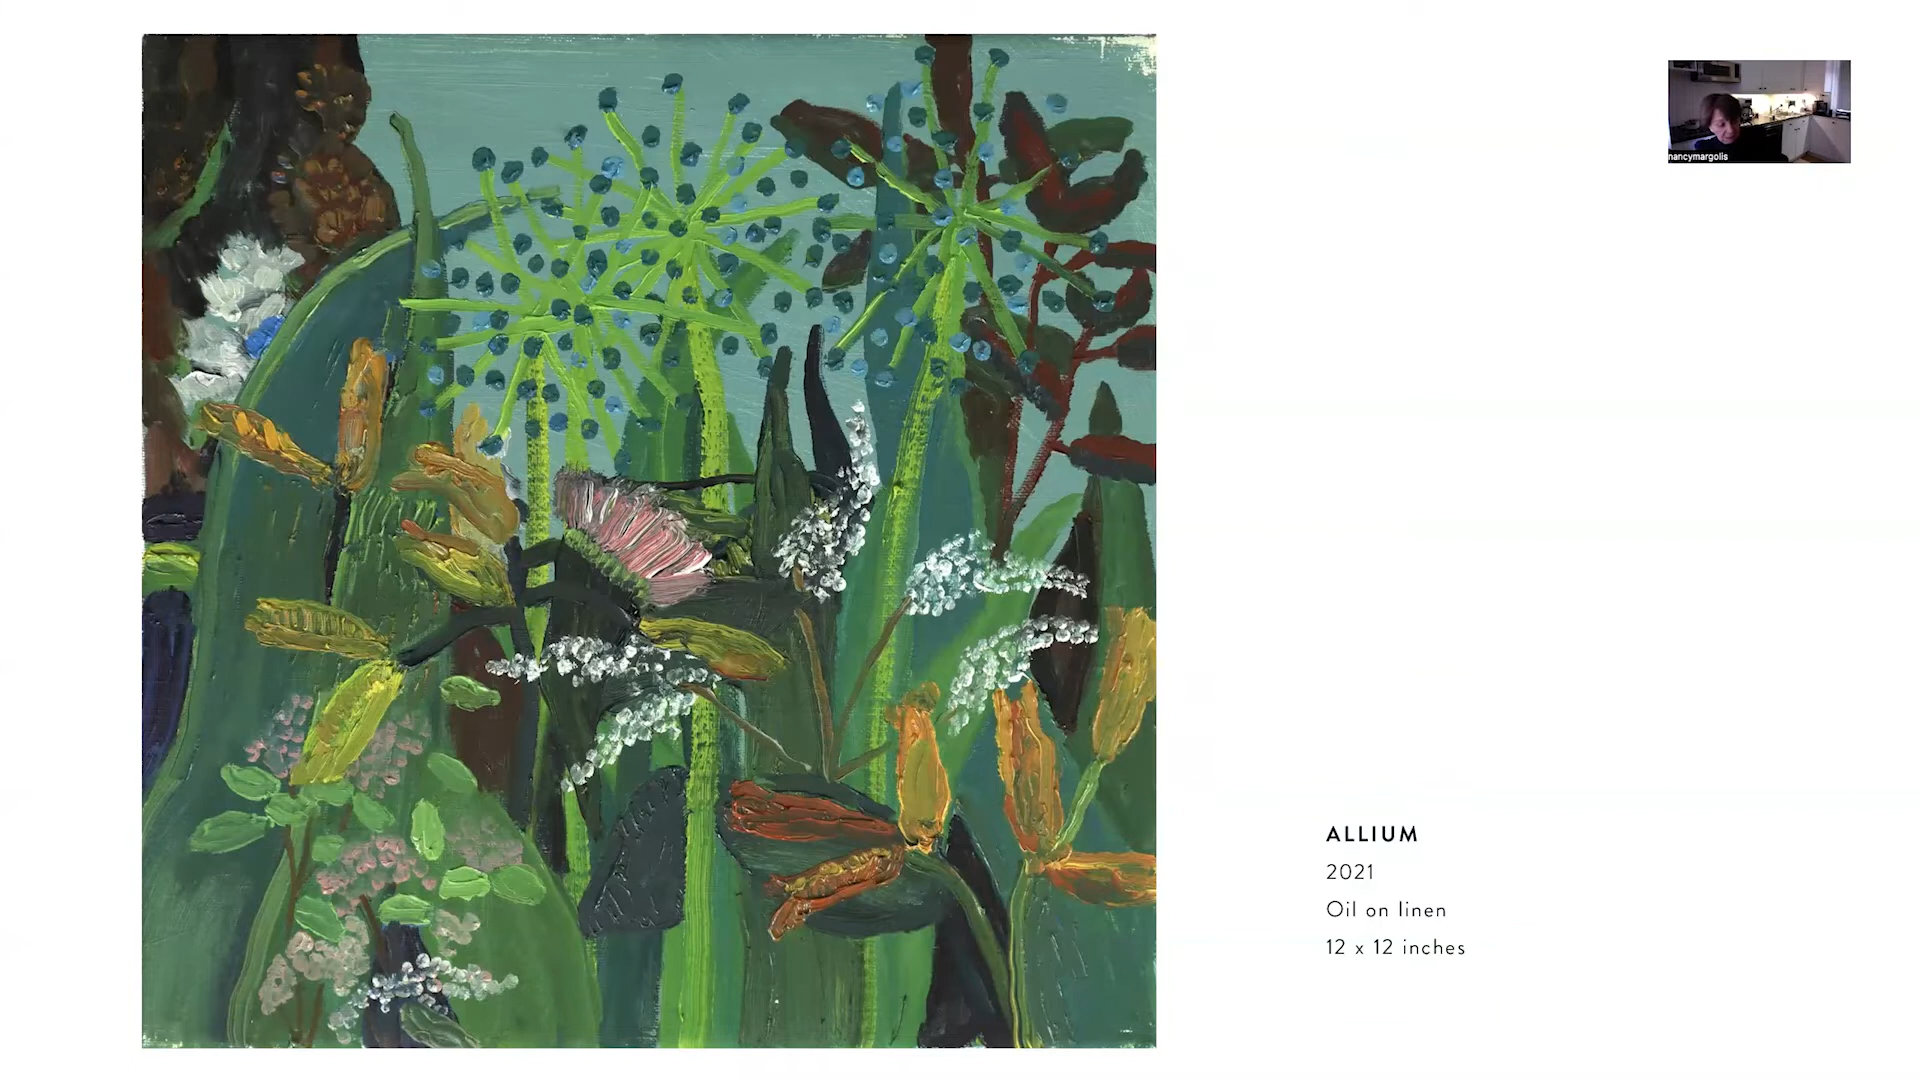 nancymargolis
ALLIUM
2021
Oil on linen
12 x 12 inches